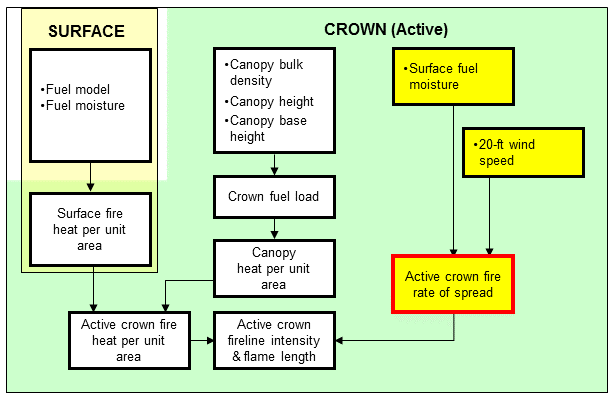 SURFACE
CROWN (Active)
•Fuel model
•Fuel moisture
•Canopy bulk
density
•Canopy height
•Canopy base
height
•Surface fuel
moisture
•20-ft wind
speed
Crown fuel load
Surface fire
heat per unit
area
Canopy
heat per unit
area
Active crown fire
rate of spread
Active crown fire
heat per unit
area
Active crown
fireline intensity
& flame length